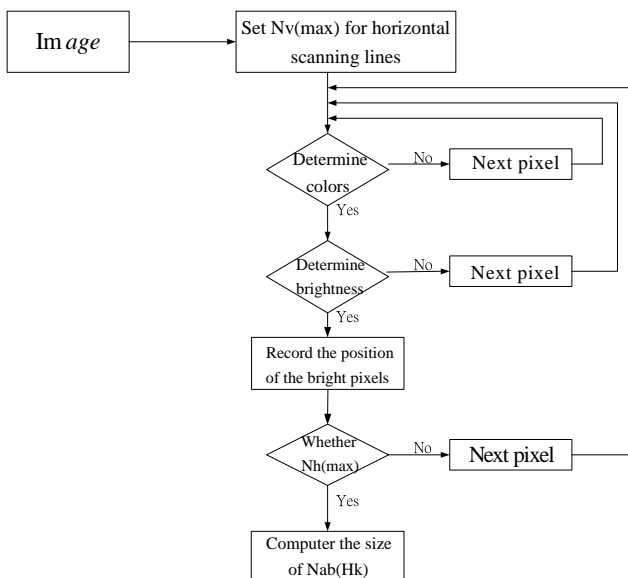 Image
Set Nv(max) for horizontal
scanning lines
Determine
colors
No
Next pixel
Yes
Determine
brightness
No
Next pixel
Yes
Record the position
of the bright pixels
Whether
Nh(max)
No
Next pixel
Yes
Computer the size
of Nab(Hk)